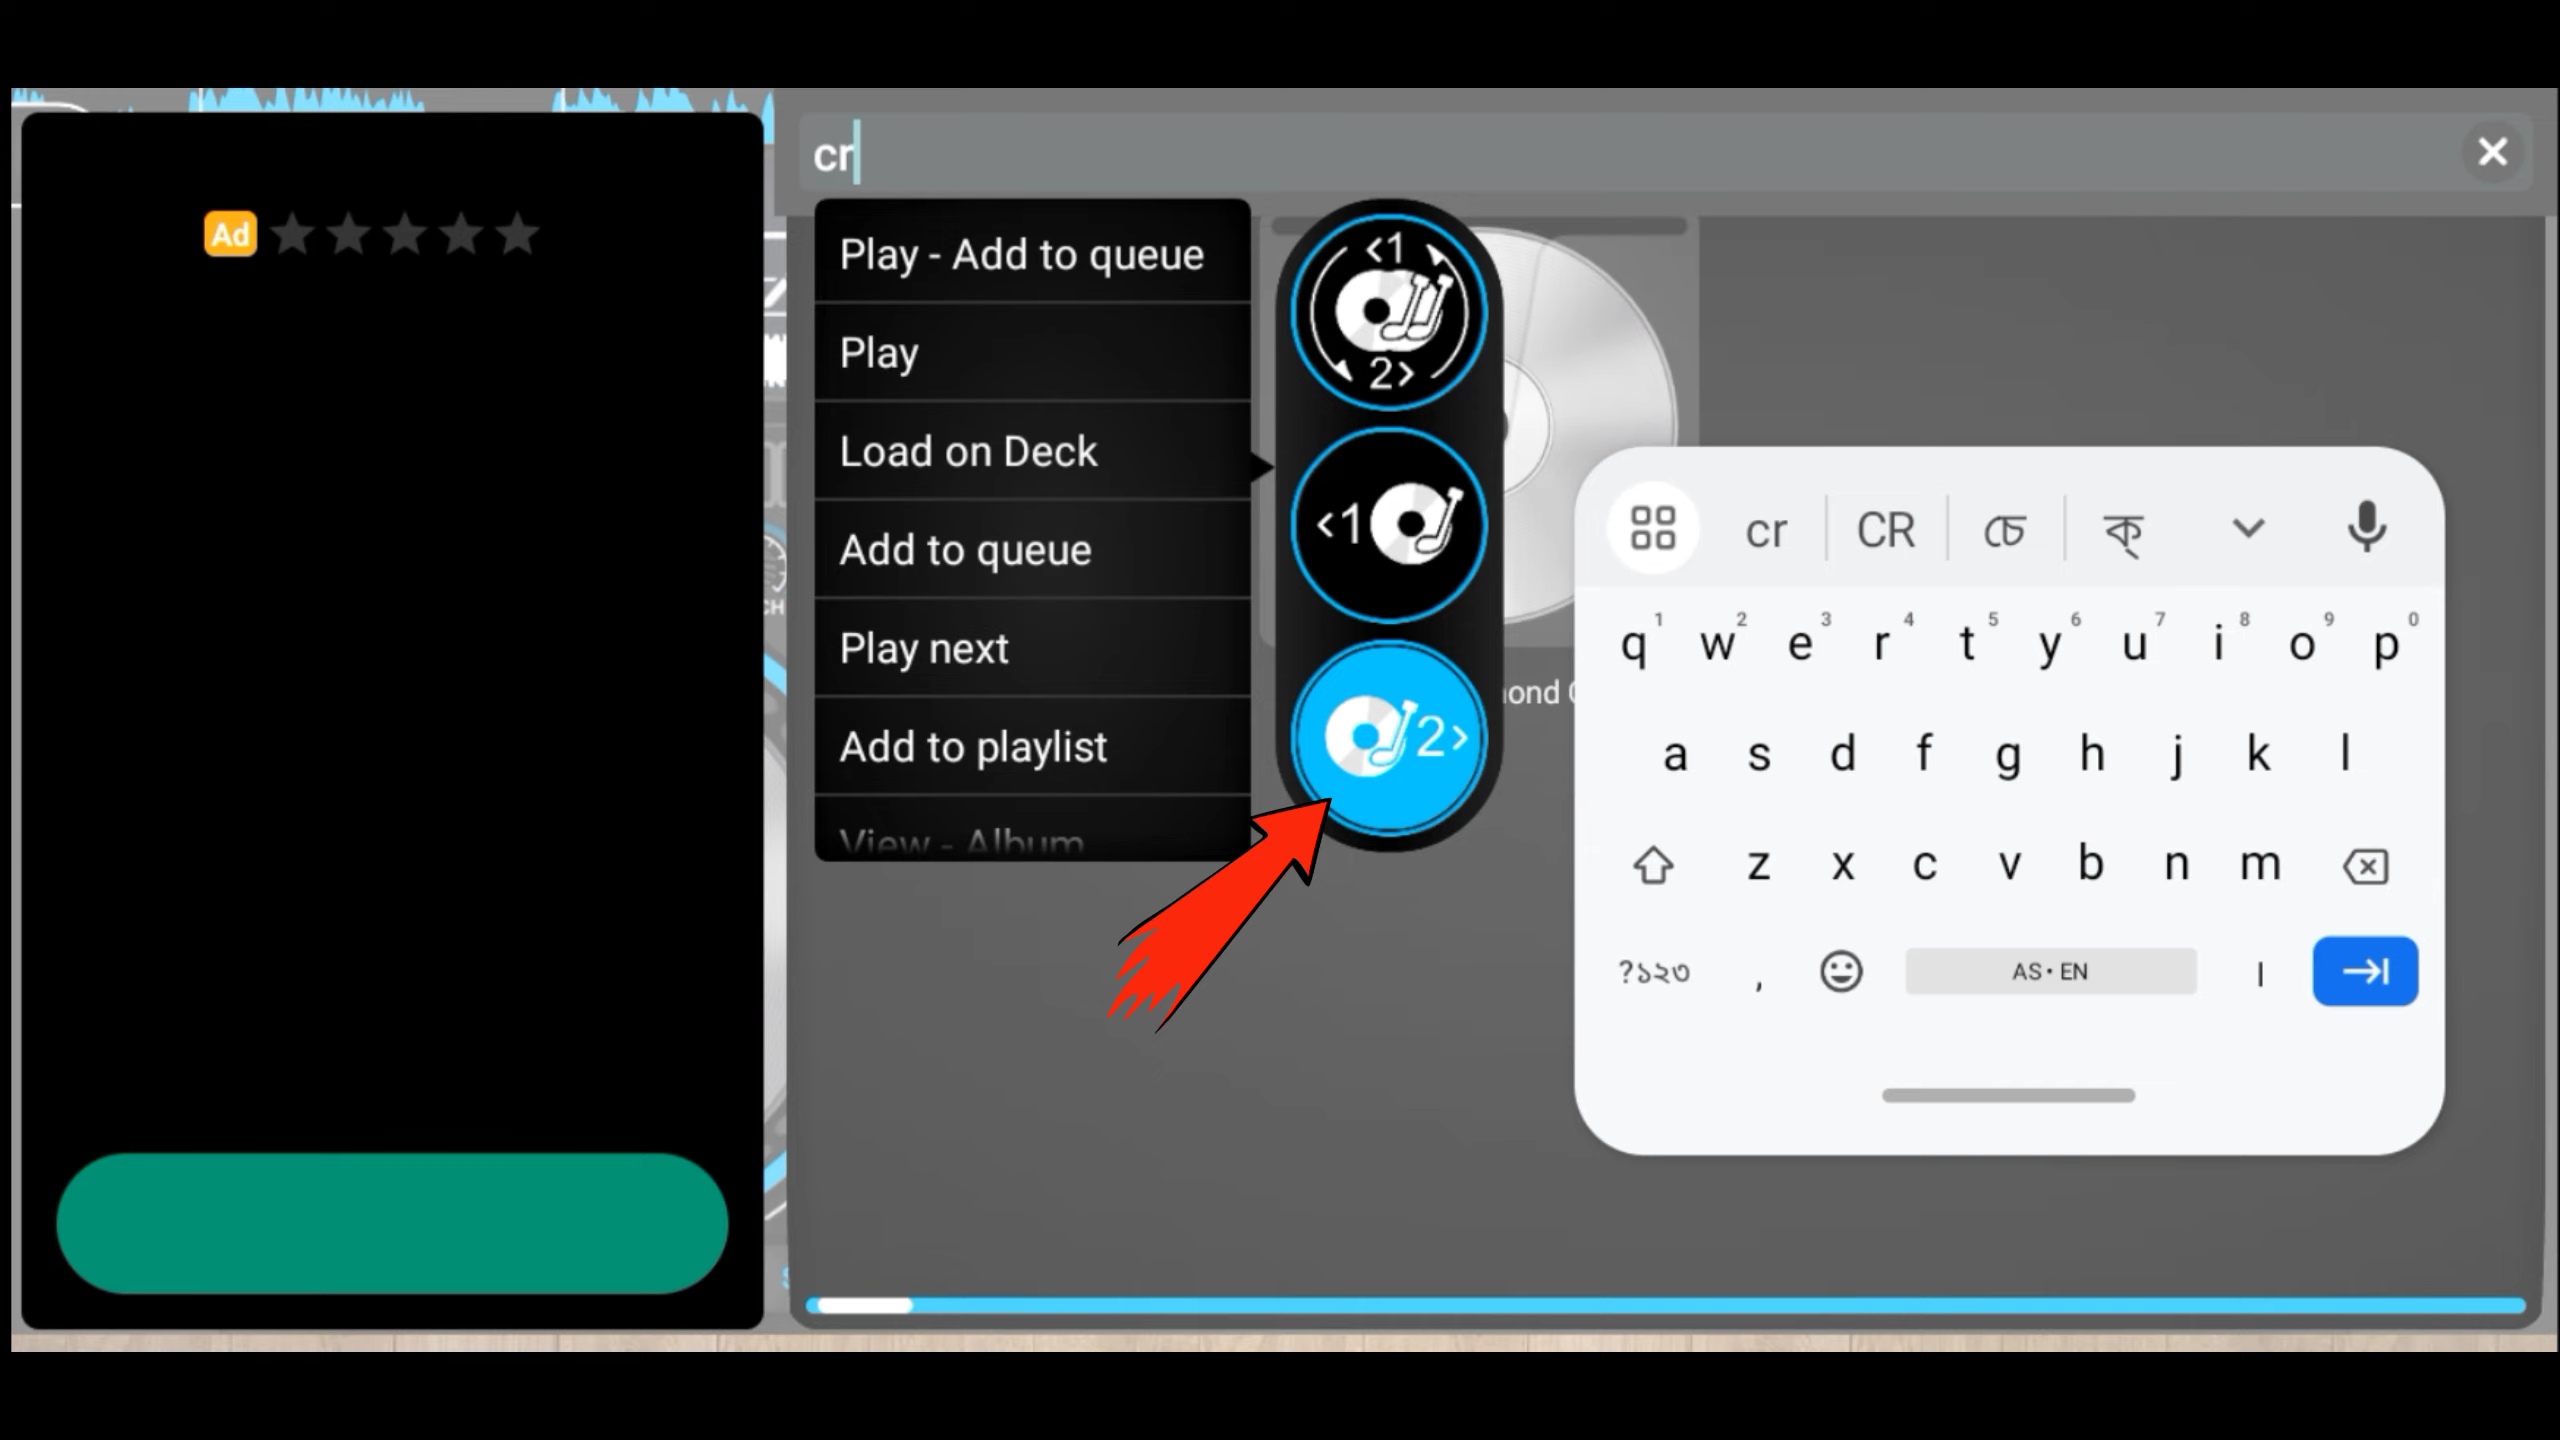 cr
Ad
Play - Add to queue
Play
Load on Deck
Add to queue
Play next
Add to playlist
View - Album
<1
2>
<1
2>
cr CR চে ক্
1 2 3 4 5 6 7 8 9 0
q w e r t y u i o p
a s d f g h j k l
z x c v b n m
?১২৩ , AS • EN ।